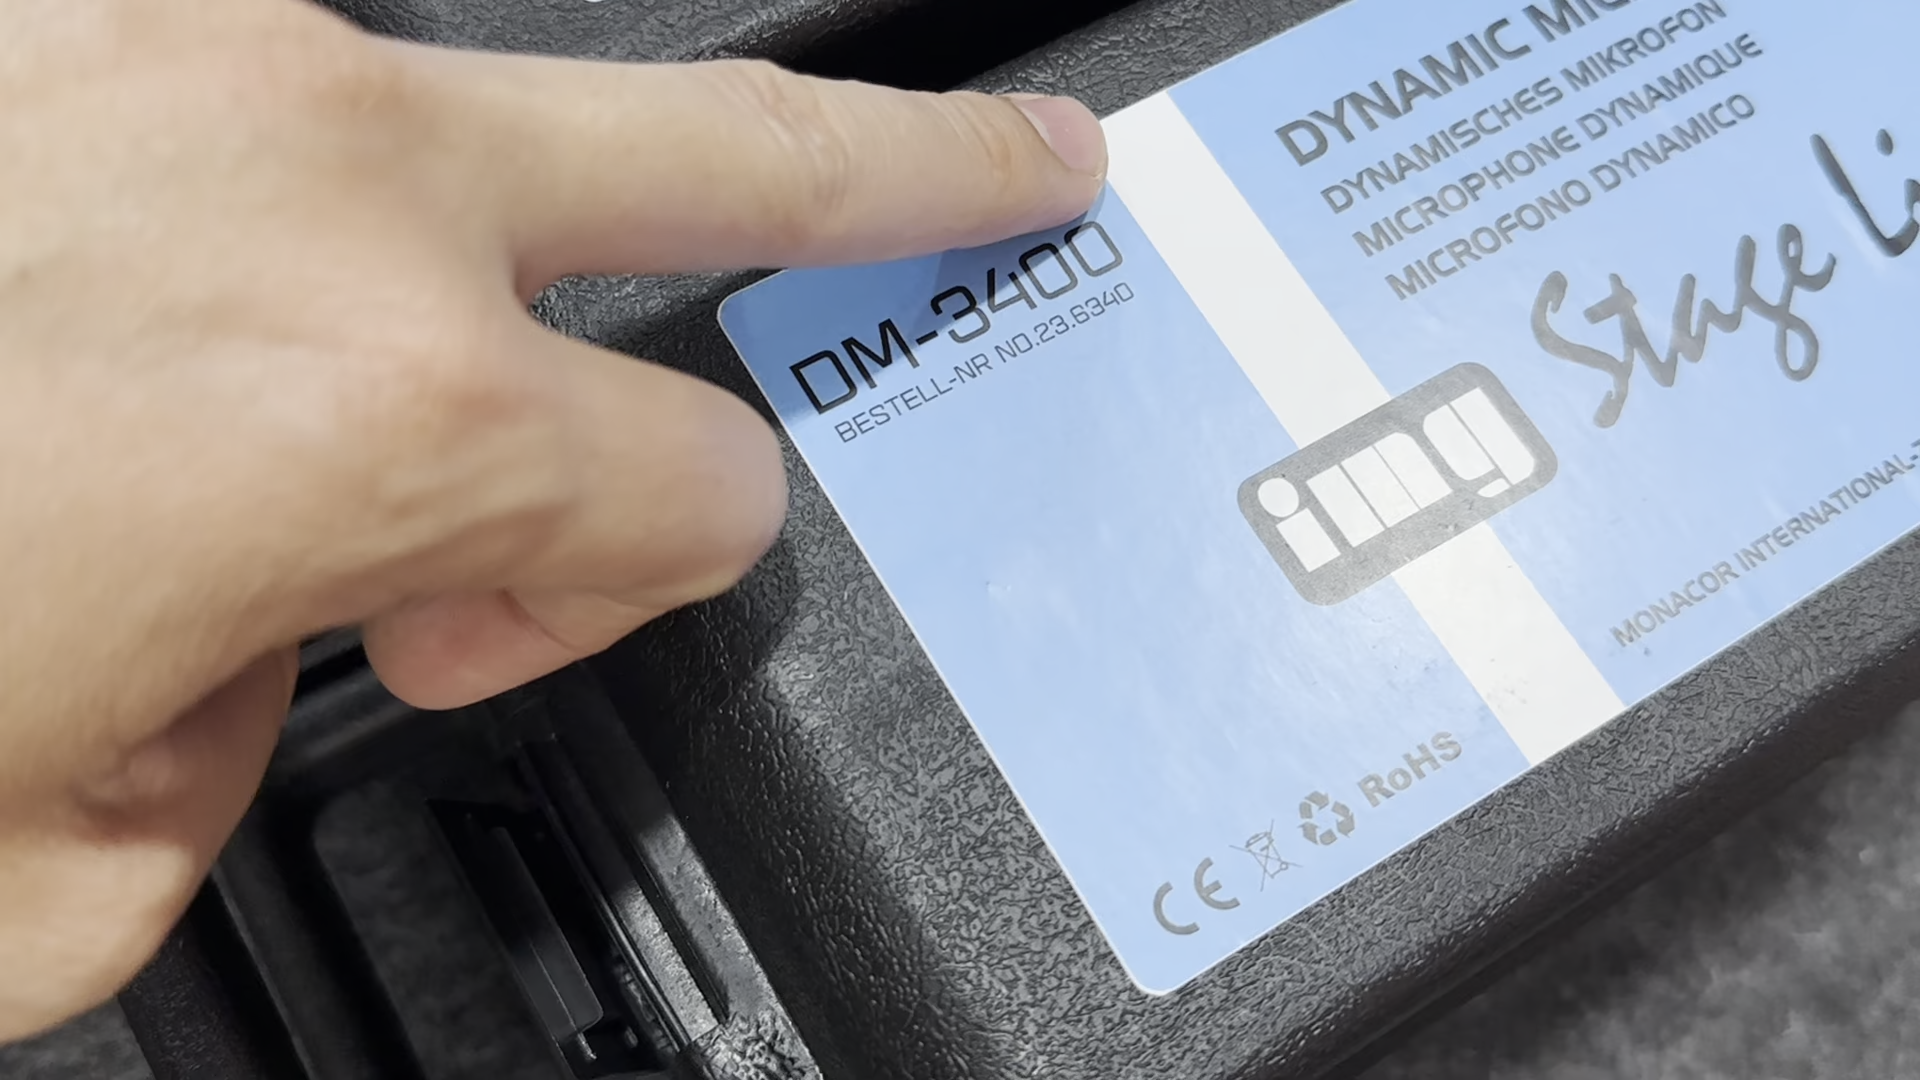 DM-3400
BESTELL-NR NO.23.6340
DYNAMIC
DYNAMISCHES MIKROFON
MICROPHONE DYNAMIQUE
MICROFONO DYNAMICO
img
Stage
MONACOR INTERNATIONAL
CE
RoHS